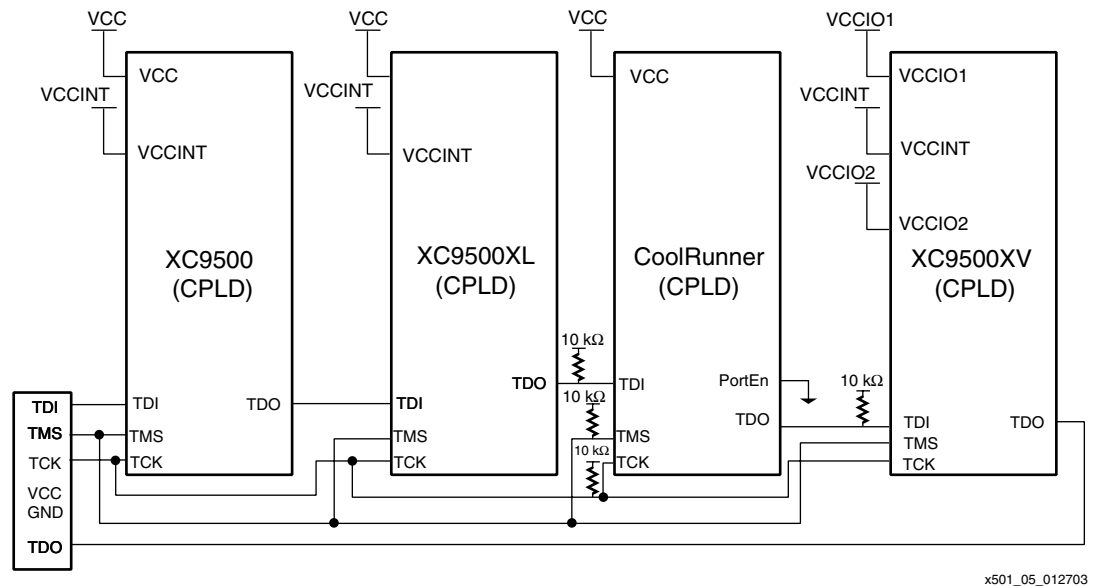 VCC
VCC
VCC
VCCIO1
VCC
VCC
VCCIO1
VCCINT
VCCINT
VCCINT
VCCINT
VCCINT
VCCINT
VCCIO2
VCCIO2
XC9500
(CPLD)
XC9500XL
(CPLD)
CoolRunner
(CPLD)
XC9500XV
(CPLD)
10 kΩ
10 kΩ
10 kΩ
10 kΩ
TDI
TMS
TCK
VCC
GND
TDO
TDI
TMS
TCK
TDO
TDI
TMS
TCK
TDO
TDI
TMS
TCK
PortEn
TDO
TDI
TMS
TCK
TDO
x501_05_012703